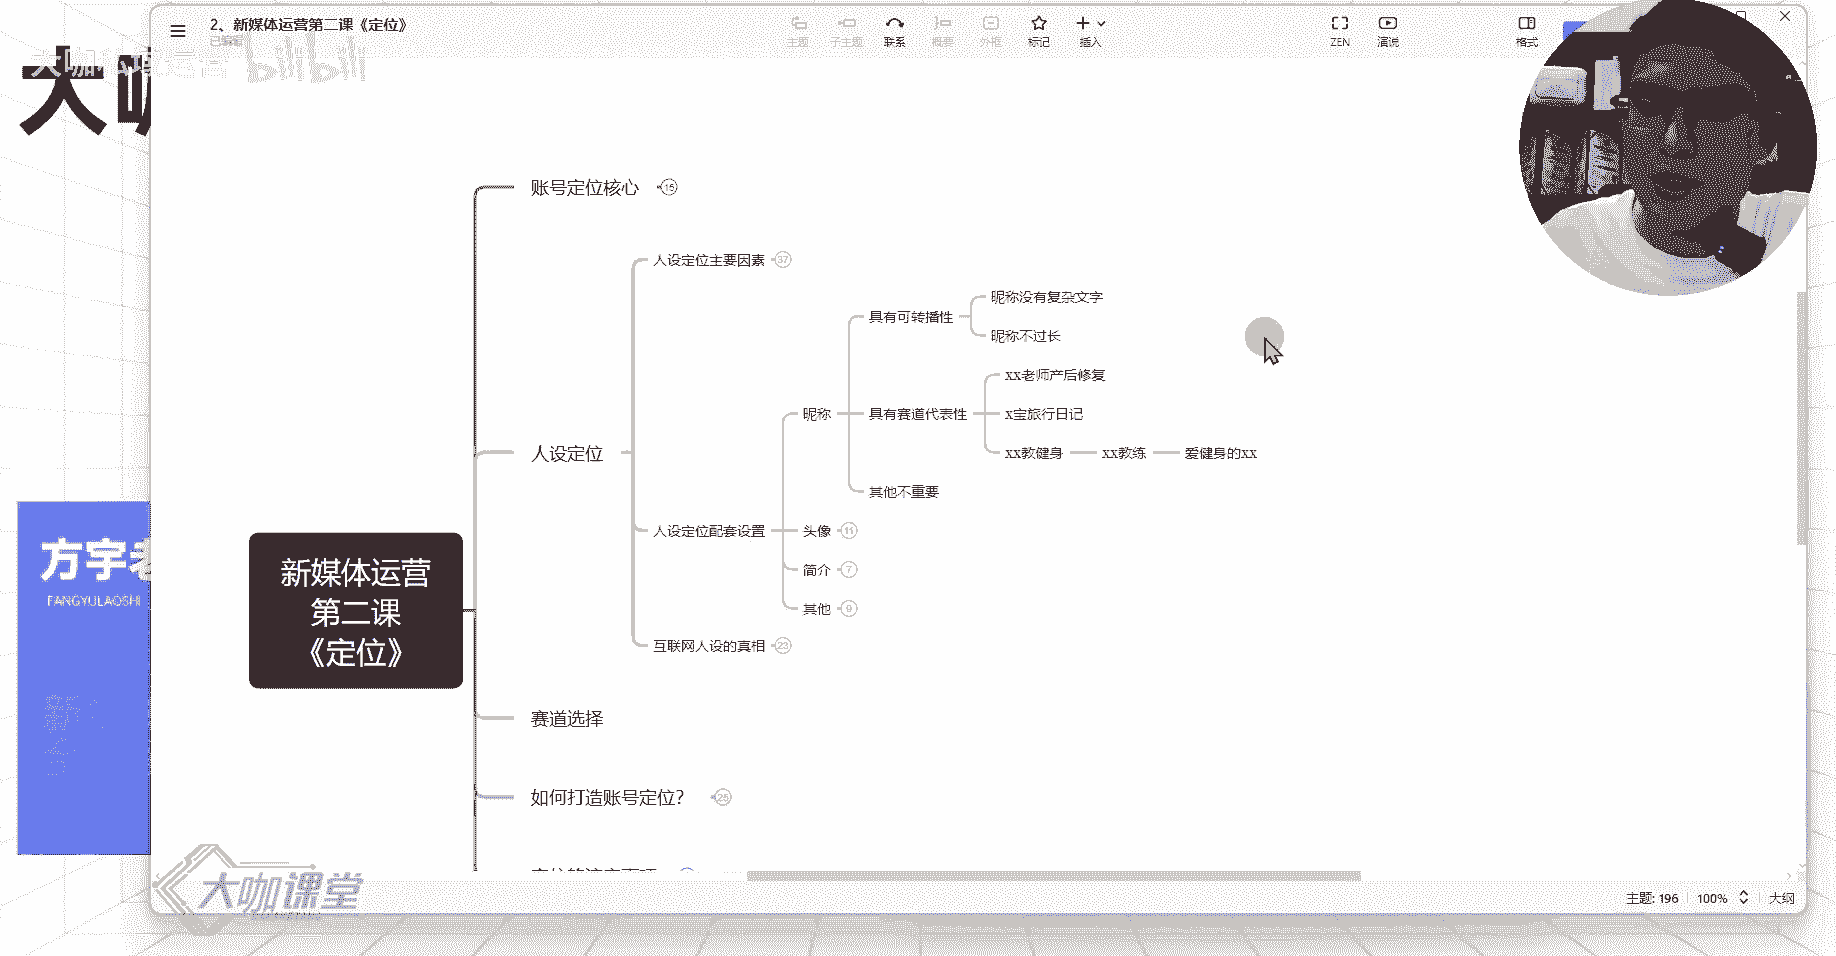 2、新媒体运营第二课《定位》
已编辑
主题
子主题
联系
概要
外框
标记
插入
ZEN
演说
格式
大咖私域运营
bilibili
大咖
账号定位核心
15
人设定位主要因素
37
昵称没有复杂文字
具有可转播性
昵称不过长
xx老师产后修复
昵称
具有赛道代表性
x宝旅行日记
人设定位
xx教健身
xx教练
爱健身的xx
其他不重要
人设定位配套设置
头像
11
简介
7
其他
9
互联网人设的真相
23
新媒体运营
第二课
《定位》
方宇老
FANGYULAOSHI
赛道选择
如何打造账号定位？
25
大咖课堂
主题: 196
100%
大纲